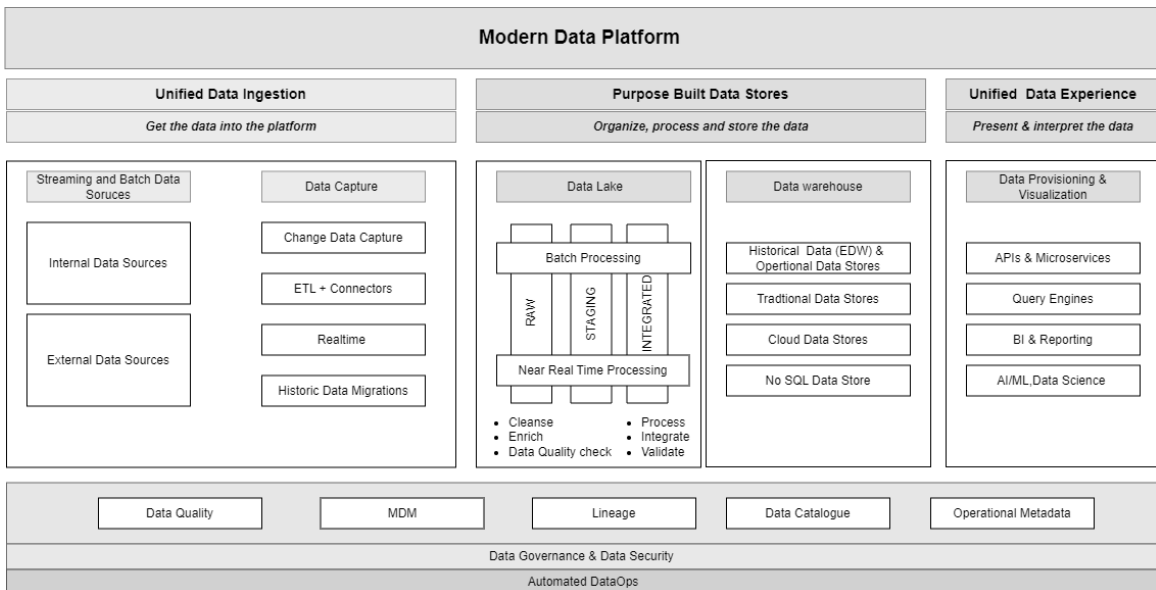 Modern Data Platform
Unified Data Ingestion
Get the data into the platform
Purpose Built Data Stores
Organize, process and store the data
Unified Data Experience
Present & interpret the data
Streaming and Batch Data
Soruces
Internal Data Sources
External Data Sources
Data Capture
Change Data Capture
ETL + Connectors
Realtime
Historic Data Migrations
Data Lake
Batch Processing
RAW
STAGING
INTEGRATED
Near Real Time Processing
• Cleanse
• Enrich
• Data Quality check
• Process
• Integrate
• Validate
Data warehouse
Historical Data (EDW) &
Opertional Data Stores
Tradtional Data Stores
Cloud Data Stores
No SQL Data Store
Data Provisioning &
Visualization
APIs & Microservices
Query Engines
BI & Reporting
AI/ML,Data Science
Data Quality
MDM
Lineage
Data Catalogue
Operational Metadata
Data Governance & Data Security
Automated DataOps